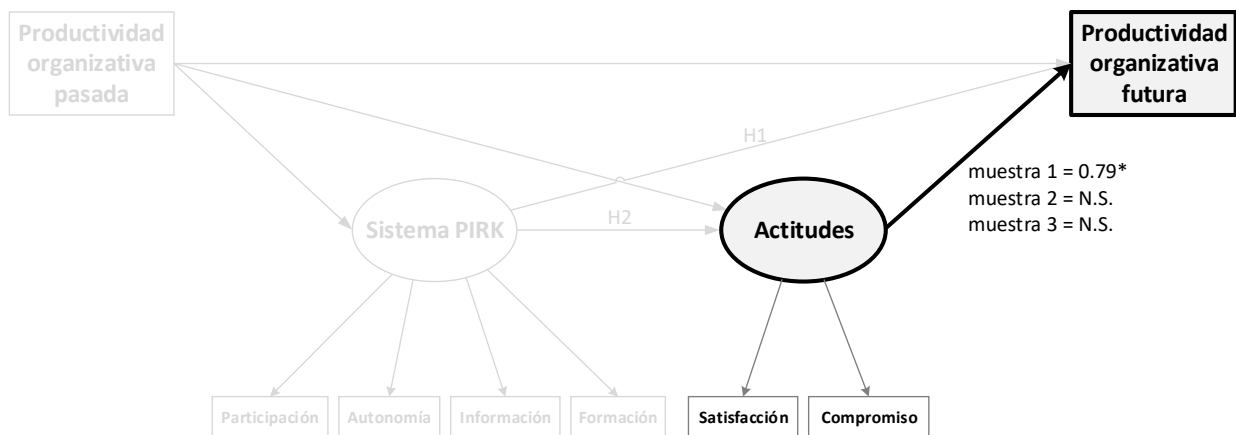 Productividad
organizativa
pasada
Productividad
organizativa
futura
H1
muestra 1 = 0.79*
muestra 2 = N.S.
muestra 3 = N.S.
Sistema PIRK
H2
Actitudes
Participación
Autonomía
Información
Formación
Satisfacción
Compromiso